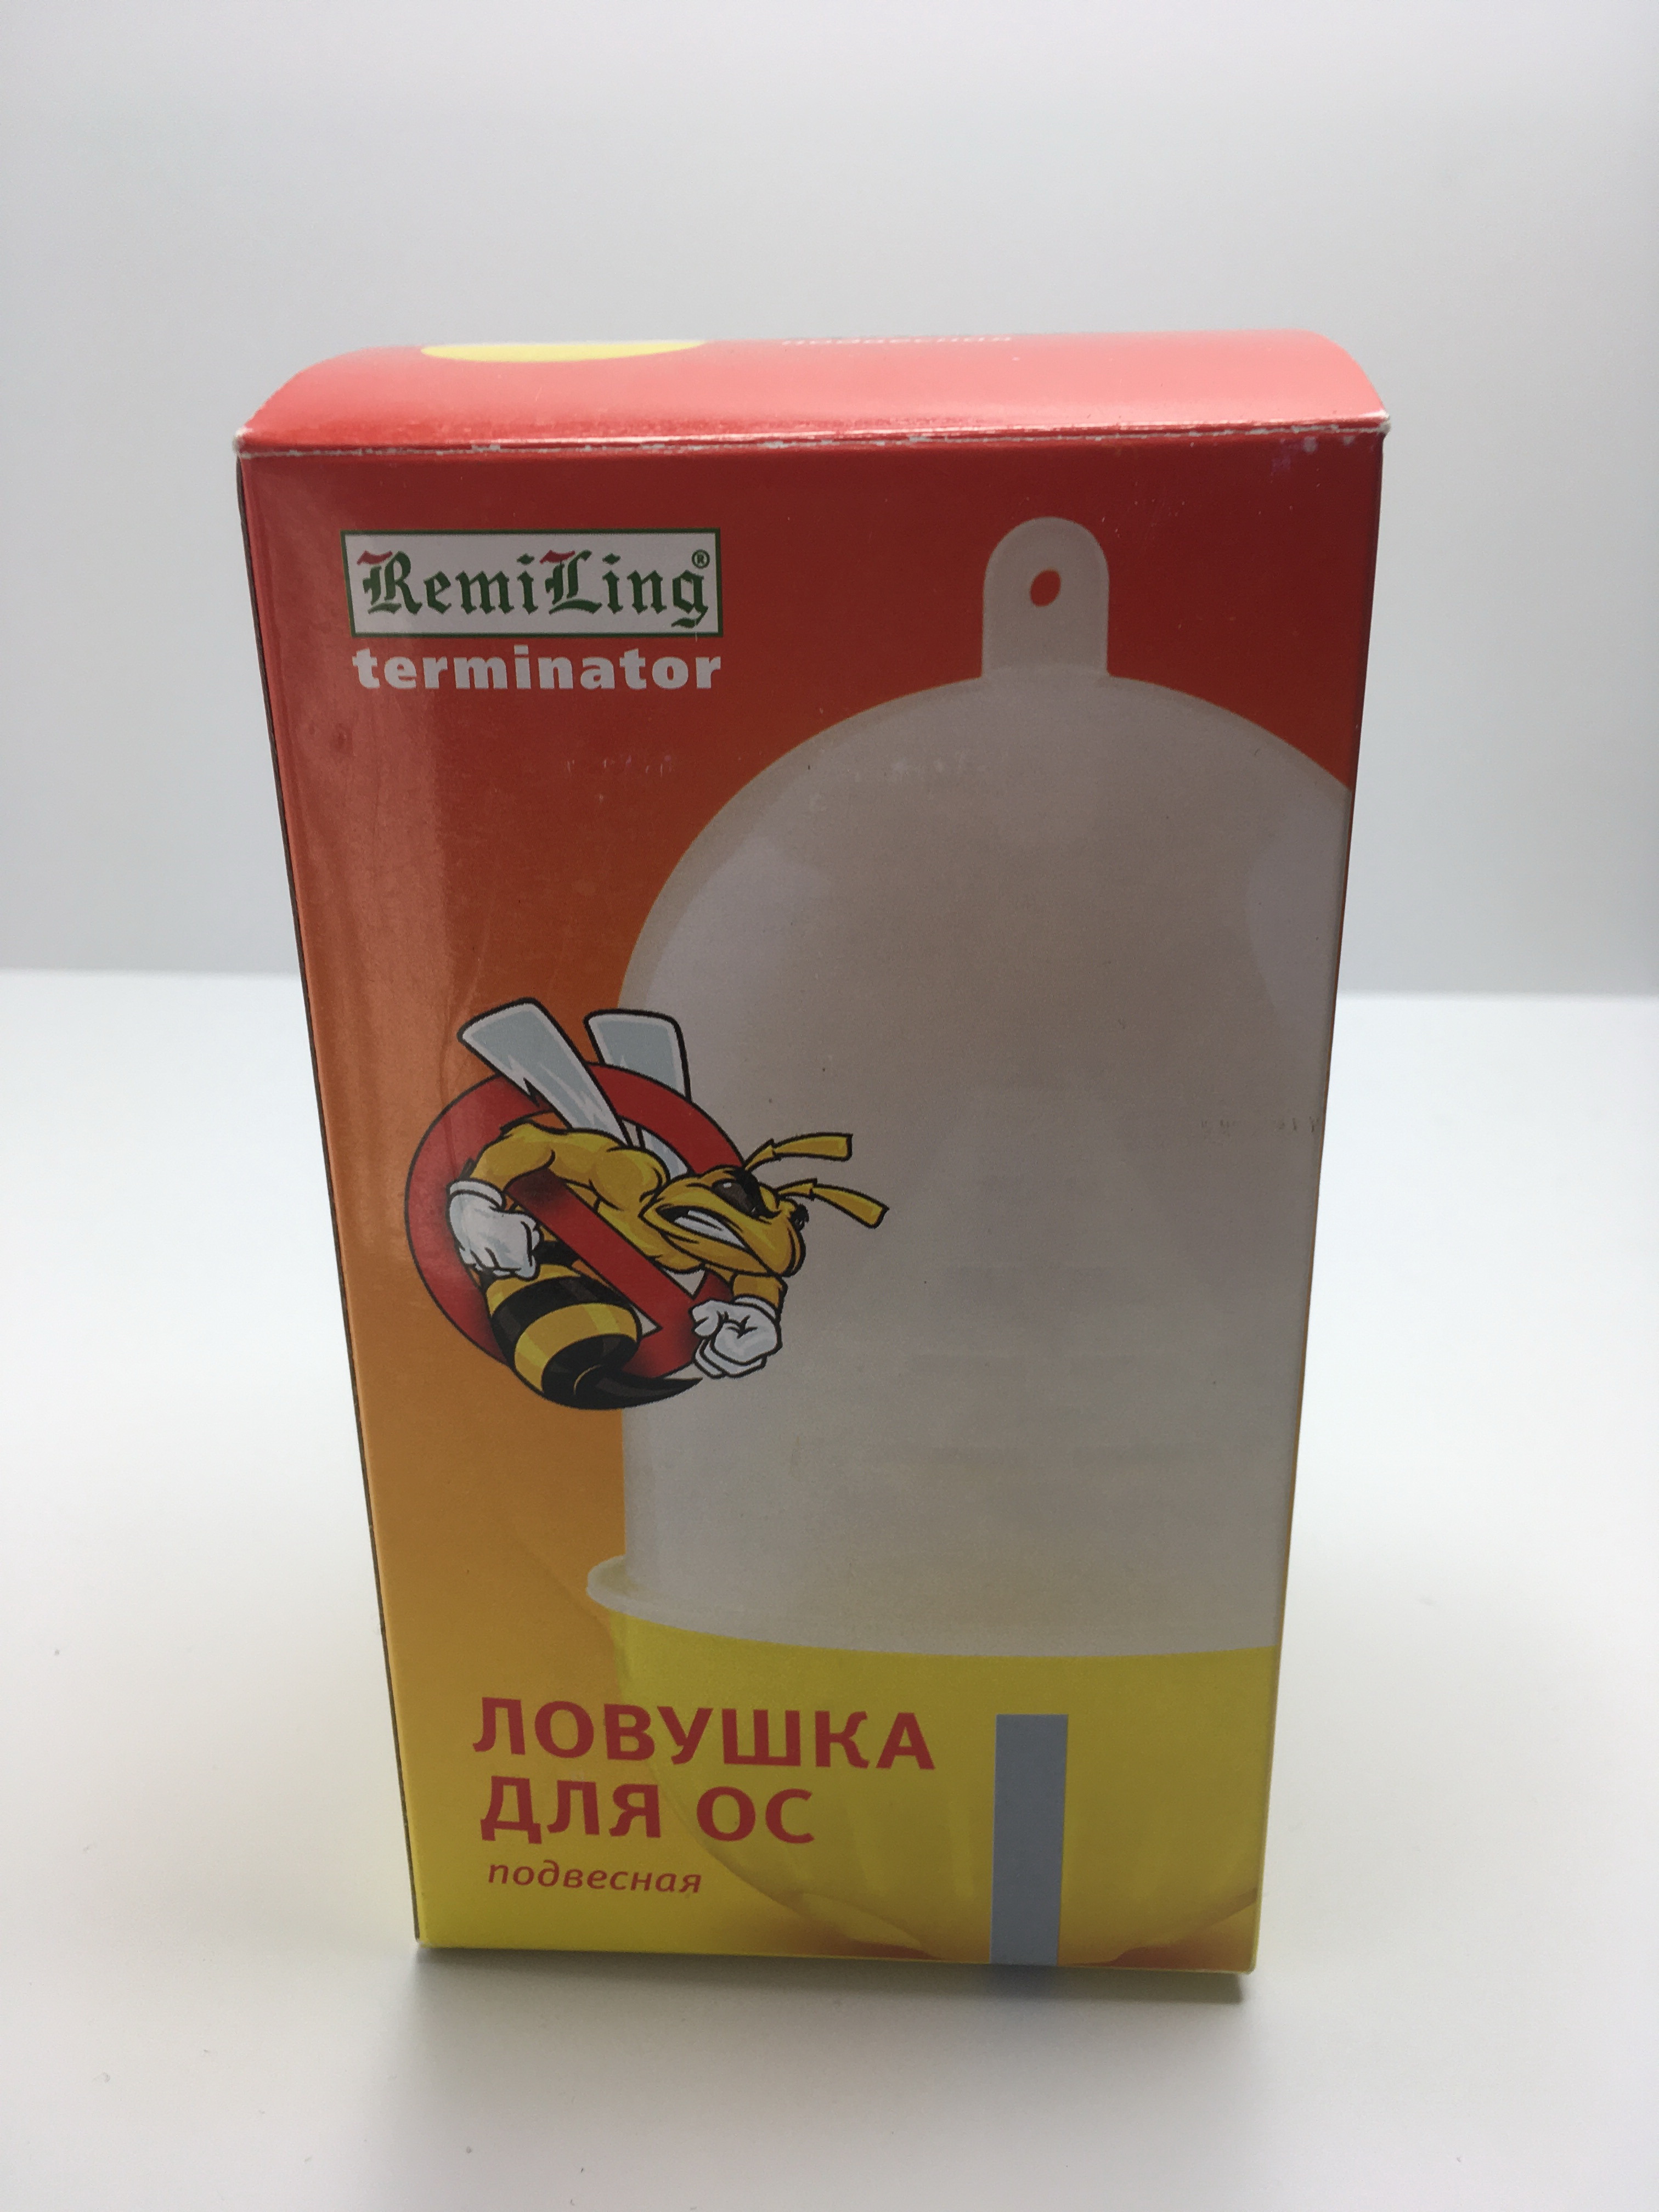 RemiLing®
terminator
ЛОВУШКА
ДЛЯ ОС
подвесная